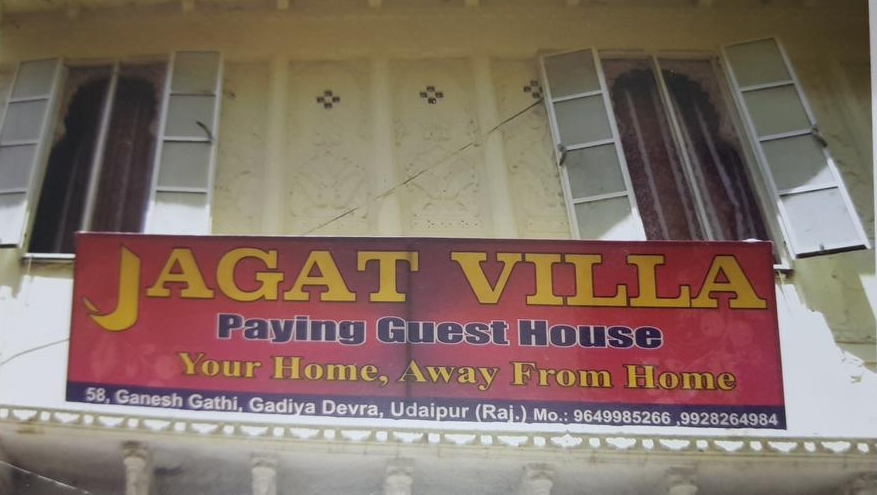 JAGAT VILLA
Paying Guest House
Your Home, Away From Home
58, Ganesh Gathi, Gadiya Devra, Udaipur (Raj.) Mo.: 9649985266 ,9928264984